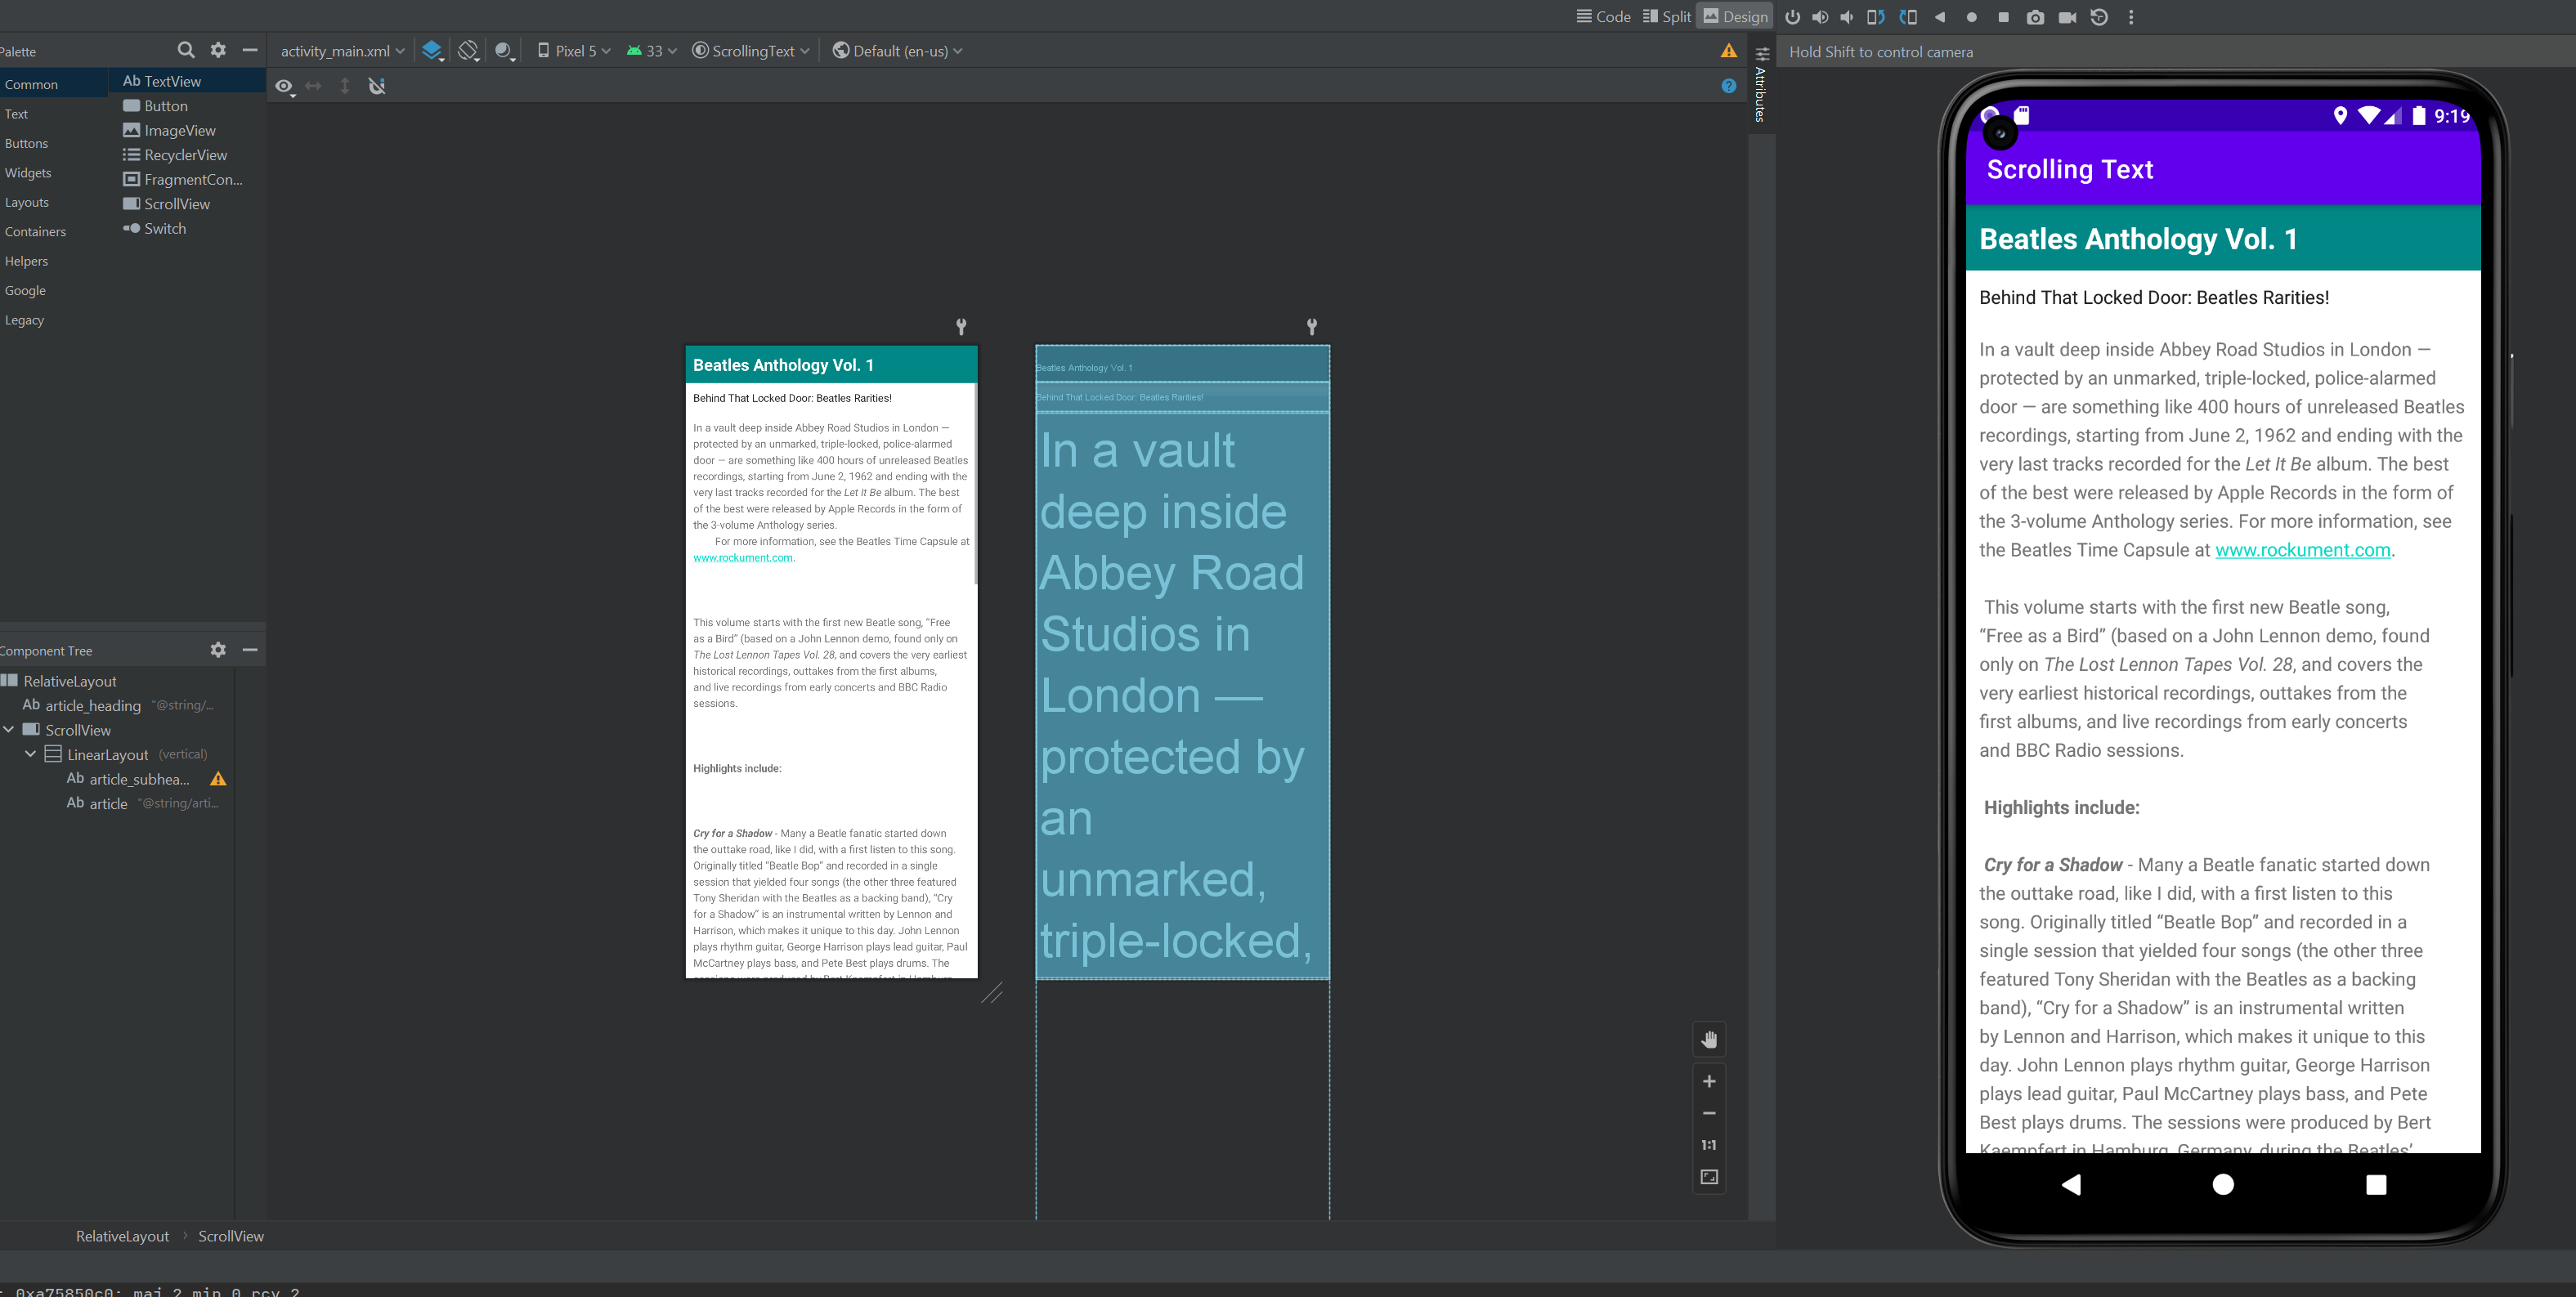 Code Split Design
Palette
activity_main.xml Pixel 5 33 ScrollingText Default (en-us)
Hold Shift to control camera
Attributes
Common
Text
Buttons
Widgets
Layouts
Containers
Helpers
Google
Legacy
Ab TextView
Button
ImageView
RecyclerView
FragmentCon...
ScrollView
Switch
Component Tree
RelativeLayout
Ab article_heading "@string/...
ScrollView
LinearLayout (vertical)
Ab article_subhea...
Ab article "@string/arti...
Beatles Anthology Vol. 1
Behind That Locked Door: Beatles Rarities!
In a vault deep inside Abbey Road Studios in London —
protected by an unmarked, triple-locked, police-alarmed
door — are something like 400 hours of unreleased Beatles
recordings, starting from June 2, 1962 and ending with the
very last tracks recorded for the Let It Be album. The best
of the best were released by Apple Records in the form of
the 3-volume Anthology series.
For more information, see the Beatles Time Capsule at
www.rockument.com.
This volume starts with the first new Beatle song, “Free
as a Bird” (based on a John Lennon demo, found only on
The Lost Lennon Tapes Vol. 28, and covers the very earliest
historical recordings, outtakes from the first albums,
and live recordings from early concerts and BBC Radio
sessions.
Highlights include:
Cry for a Shadow - Many a Beatle fanatic started down
the outtake road, like I did, with a first listen to this song.
Originally titled “Beatle Bop” and recorded in a single
session that yielded four songs (the other three featured
Tony Sheridan with the Beatles as a backing band), “Cry
for a Shadow” is an instrumental written by Lennon and
Harrison, which makes it unique to this day. John Lennon
plays rhythm guitar, George Harrison plays lead guitar, Paul
McCartney plays bass, and Pete Best plays drums. The
sessions were produced by Bert Kaempfert in Hamburg,
Beatles Anthology Vol. 1
Behind That Locked Door: Beatles Rarities!
In a vault
deep inside
Abbey Road
Studios in
London —
protected by
an
unmarked,
triple-locked,
1:1
9:19
Scrolling Text
Beatles Anthology Vol. 1
Behind That Locked Door: Beatles Rarities!
In a vault deep inside Abbey Road Studios in London —
protected by an unmarked, triple-locked, police-alarmed
door — are something like 400 hours of unreleased Beatles
recordings, starting from June 2, 1962 and ending with the
very last tracks recorded for the Let It Be album. The best
of the best were released by Apple Records in the form of
the 3-volume Anthology series. For more information, see
the Beatles Time Capsule at www.rockument.com.
This volume starts with the first new Beatle song,
“Free as a Bird” (based on a John Lennon demo, found
only on The Lost Lennon Tapes Vol. 28, and covers the
very earliest historical recordings, outtakes from the
first albums, and live recordings from early concerts
and BBC Radio sessions.
Highlights include:
Cry for a Shadow - Many a Beatle fanatic started down
the outtake road, like I did, with a first listen to this
song. Originally titled “Beatle Bop” and recorded in a
single session that yielded four songs (the other three
featured Tony Sheridan with the Beatles as a backing
band), “Cry for a Shadow” is an instrumental written
by Lennon and Harrison, which makes it unique to this
day. John Lennon plays rhythm guitar, George Harrison
plays lead guitar, Paul McCartney plays bass, and Pete
Best plays drums. The sessions were produced by Bert
Kaempfert in Hamburg, Germany, during the Beatles’
RelativeLayout › ScrollView
: 0xa75850c0: maj 2 min 0 rcv 2